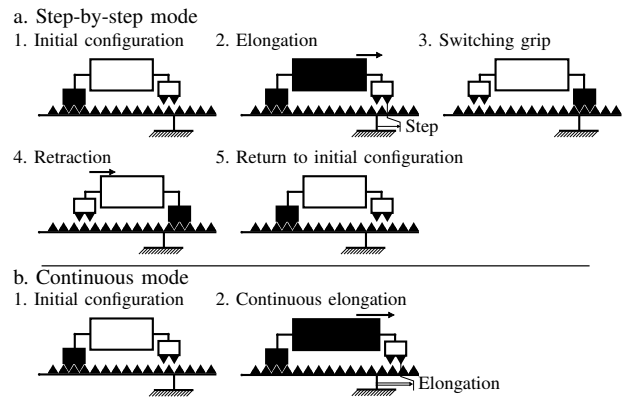 a. Step-by-step mode
1. Initial configuration 2. Elongation 3. Switching grip
Step
4. Retraction 5. Return to initial configuration
b. Continuous mode
1. Initial configuration 2. Continuous elongation
Elongation